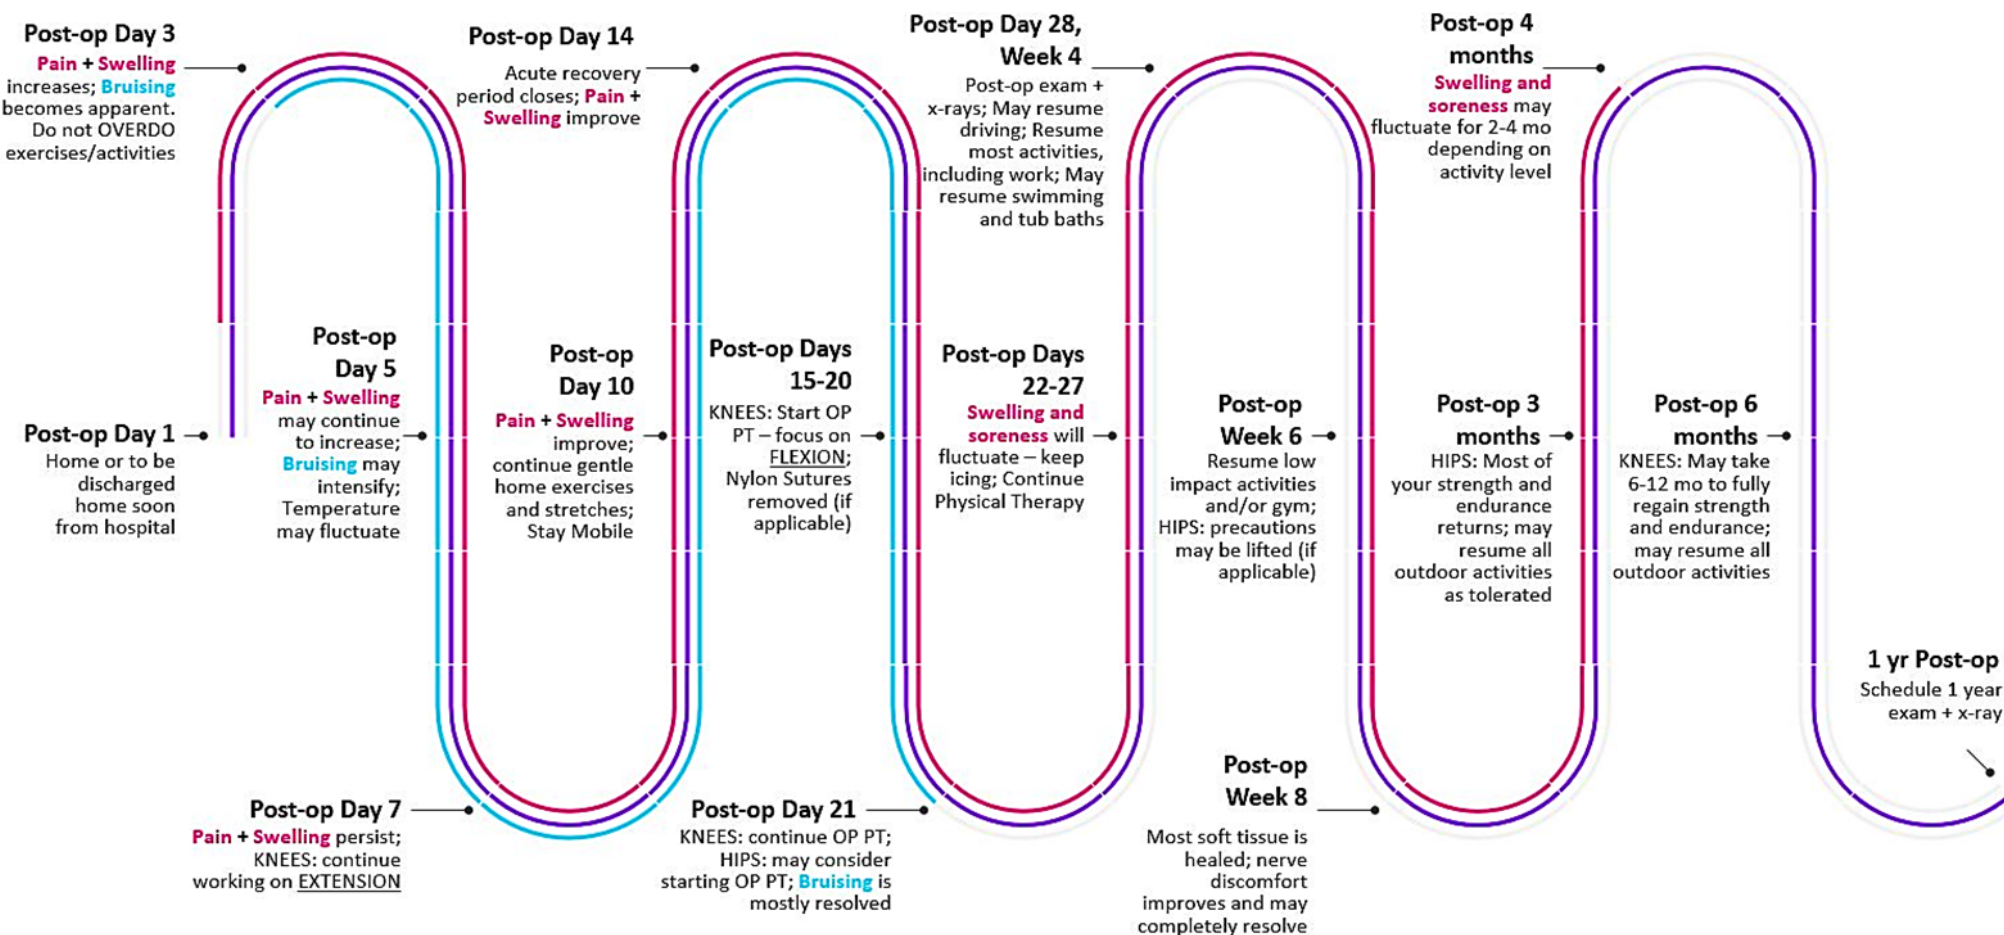 Post-op Day 3
Pain + Swelling
increases; Bruising
becomes apparent.
Do not OVERDO
exercises/activities
Post-op Day 1
Home or to be
discharged
home soon
from hospital
Post-op
Day 5
Pain + Swelling
may continue
to increase;
Bruising may
intensify;
Temperature
may fluctuate
Post-op Day 7
Pain + Swelling persist;
KNEES: continue
working on EXTENSION
Post-op
Day 10
Pain + Swelling
improve;
continue gentle
home exercises
and stretches;
Stay Mobile
Post-op Day 14
Acute recovery
period closes; Pain +
Swelling improve
Post-op Days
15-20
KNEES: Start OP
PT – focus on
FLEXION;
Nylon Sutures
removed (if
applicable)
Post-op Day 21
KNEES: continue OP PT;
HIPS: may consider
starting OP PT; Bruising is
mostly resolved
Post-op Days
22-27
Swelling and
soreness will
fluctuate – keep
icing; Continue
Physical Therapy
Post-op Day 28,
Week 4
Post-op exam +
x-rays; May resume
driving; Resume
most activities,
including work; May
resume swimming
and tub baths
Post-op
Week 6
Resume low
impact activities
and/or gym;
HIPS: precautions
may be lifted (if
applicable)
Post-op
Week 8
Most soft tissue is
healed; nerve
discomfort
improves and may
completely resolve
Post-op 3
months
HIPS: Most of
your strength and
endurance
returns; may
resume all
outdoor activities
as tolerated
Post-op 4
months
Swelling and
soreness may
fluctuate for 2-4 mo
depending on
activity level
Post-op 6
months
KNEES: May take
6-12 mo to fully
regain strength
and endurance;
may resume all
outdoor activities
1 yr Post-op
Schedule 1 year
exam + x-ray